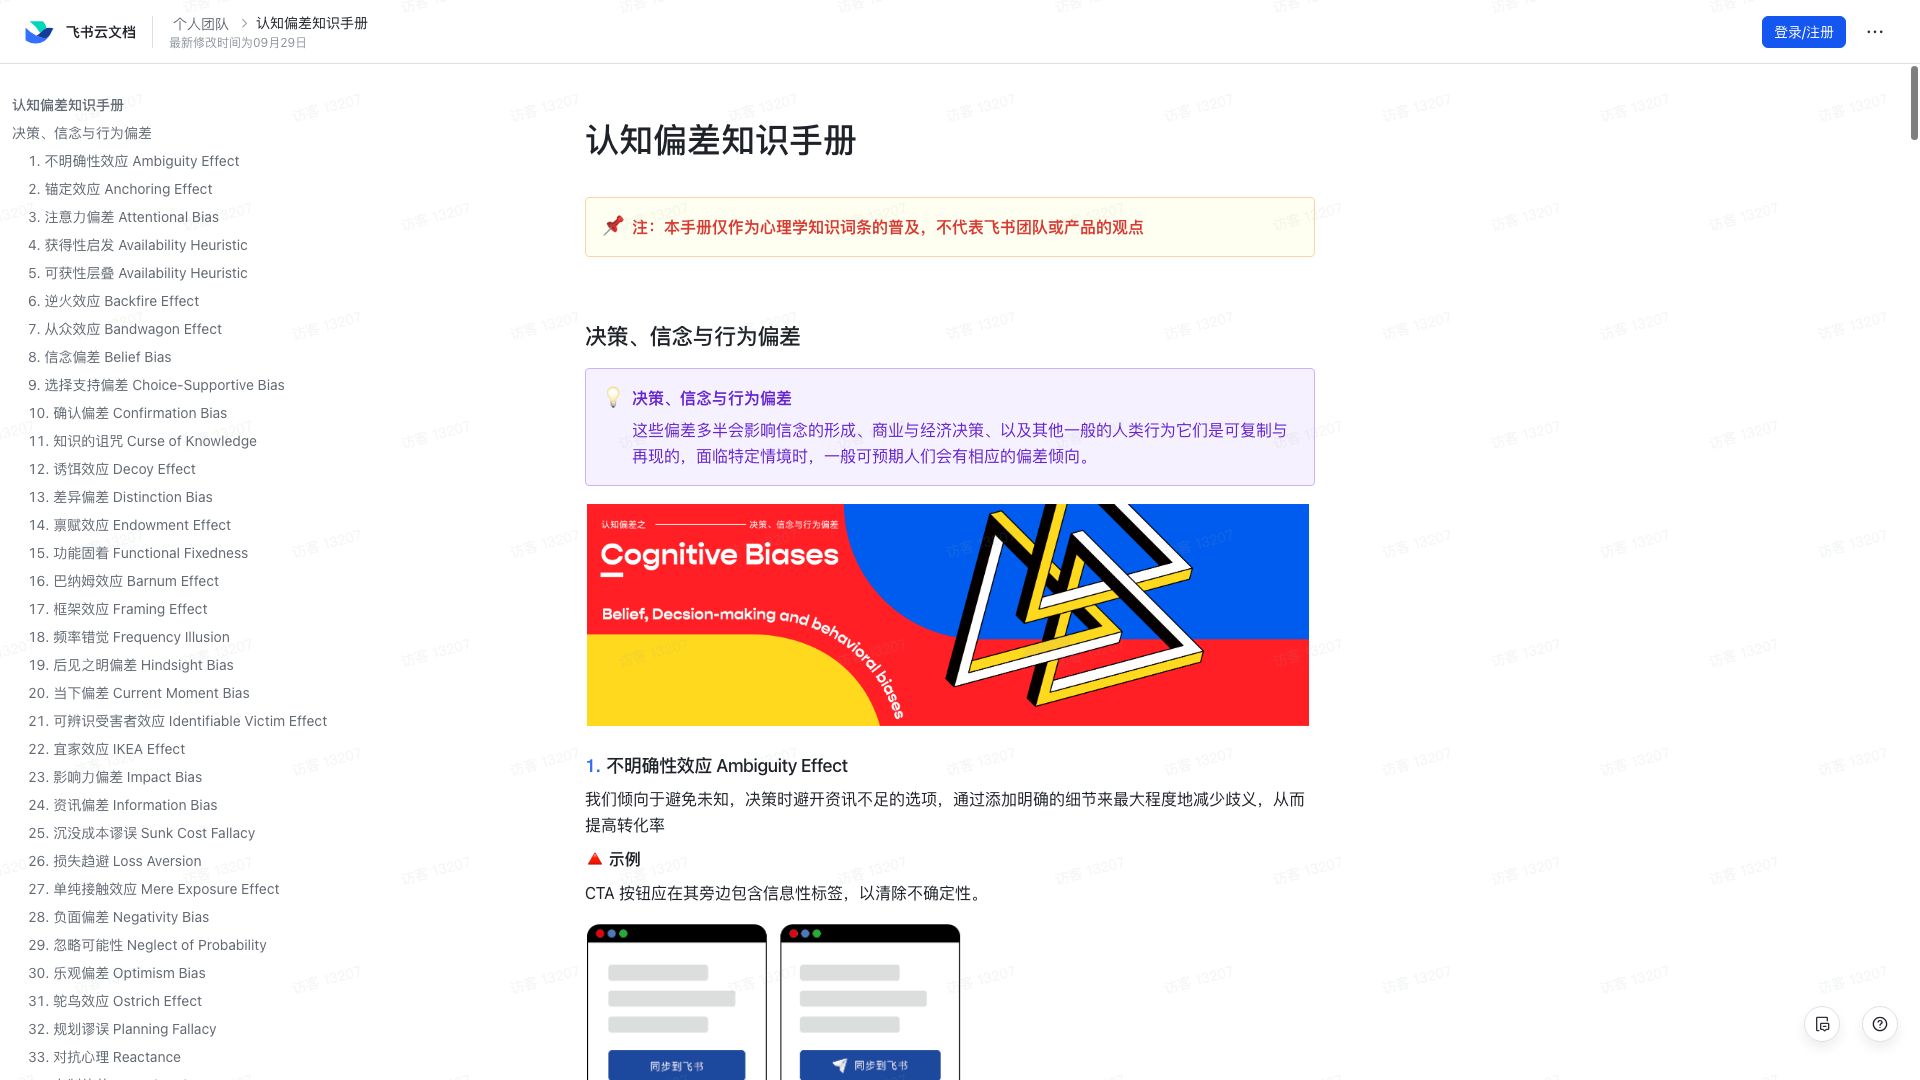 飞书云文档
个人团队 > 认知偏差知识手册
最新修改时间为09月29日
登录/注册
认知偏差知识手册
决策、信念与行为偏差
1. 不明确性效应 Ambiguity Effect
2. 锚定效应 Anchoring Effect
3. 注意力偏差 Attentional Bias
4. 获得性启发 Availability Heuristic
5. 可获性层叠 Availability Heuristic
6. 逆火效应 Backfire Effect
7. 从众效应 Bandwagon Effect
8. 信念偏差 Belief Bias
9. 选择支持偏差 Choice-Supportive Bias
10. 确认偏差 Confirmation Bias
11. 知识的诅咒 Curse of Knowledge
12. 诱饵效应 Decoy Effect
13. 差异偏差 Distinction Bias
14. 禀赋效应 Endowment Effect
15. 功能固着 Functional Fixedness
16. 巴纳姆效应 Barnum Effect
17. 框架效应 Framing Effect
18. 频率错觉 Frequency Illusion
19. 后见之明偏差 Hindsight Bias
20. 当下偏差 Current Moment Bias
21. 可辨识受害者效应 Identifiable Victim Effect
22. 宜家效应 IKEA Effect
23. 影响力偏差 Impact Bias
24. 资讯偏差 Information Bias
25. 沉没成本谬误 Sunk Cost Fallacy
26. 损失趋避 Loss Aversion
27. 单纯接触效应 Mere Exposure Effect
28. 负面偏差 Negativity Bias
29. 忽略可能性 Neglect of Probability
30. 乐观偏差 Optimism Bias
31. 鸵鸟效应 Ostrich Effect
32. 规划谬误 Planning Fallacy
33. 对抗心理 Reactance
认知偏差知识手册
注：本手册仅作为心理学知识词条的普及，不代表飞书团队或产品的观点
决策、信念与行为偏差
决策、信念与行为偏差
这些偏差多半会影响信念的形成、商业与经济决策、以及其他一般的人类行为它们是可复制与
再现的，面临特定情境时，一般可预期人们会有相应的偏差倾向。
认知偏差之 决策、信念与行为偏差
Cognitive Biases
Belief, Decsion-making and behavioral biases
1. 不明确性效应 Ambiguity Effect
我们倾向于避免未知，决策时避开资讯不足的选项，通过添加明确的细节来最大程度地减少歧义，从而
提高转化率
示例
CTA 按钮应在其旁边包含信息性标签，以清除不确定性。
同步到飞书
同步到飞书
访客 13207